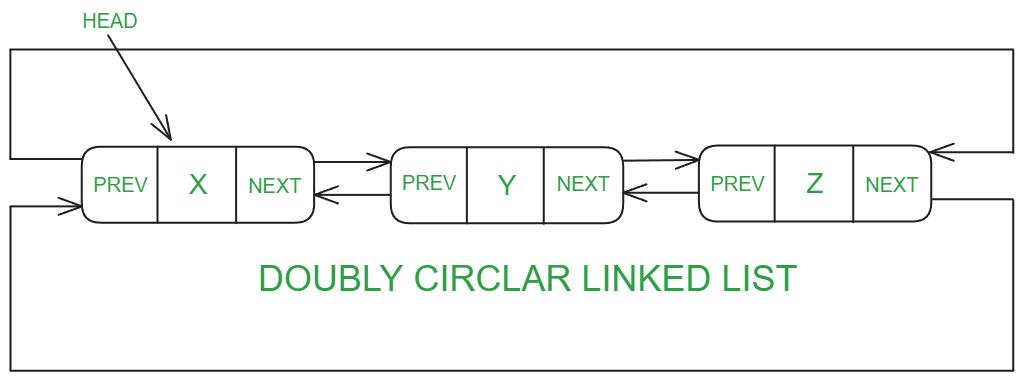 HEAD
PREV X NEXT PREV Y NEXT PREV Z NEXT
DOUBLY CIRCLAR LINKED LIST